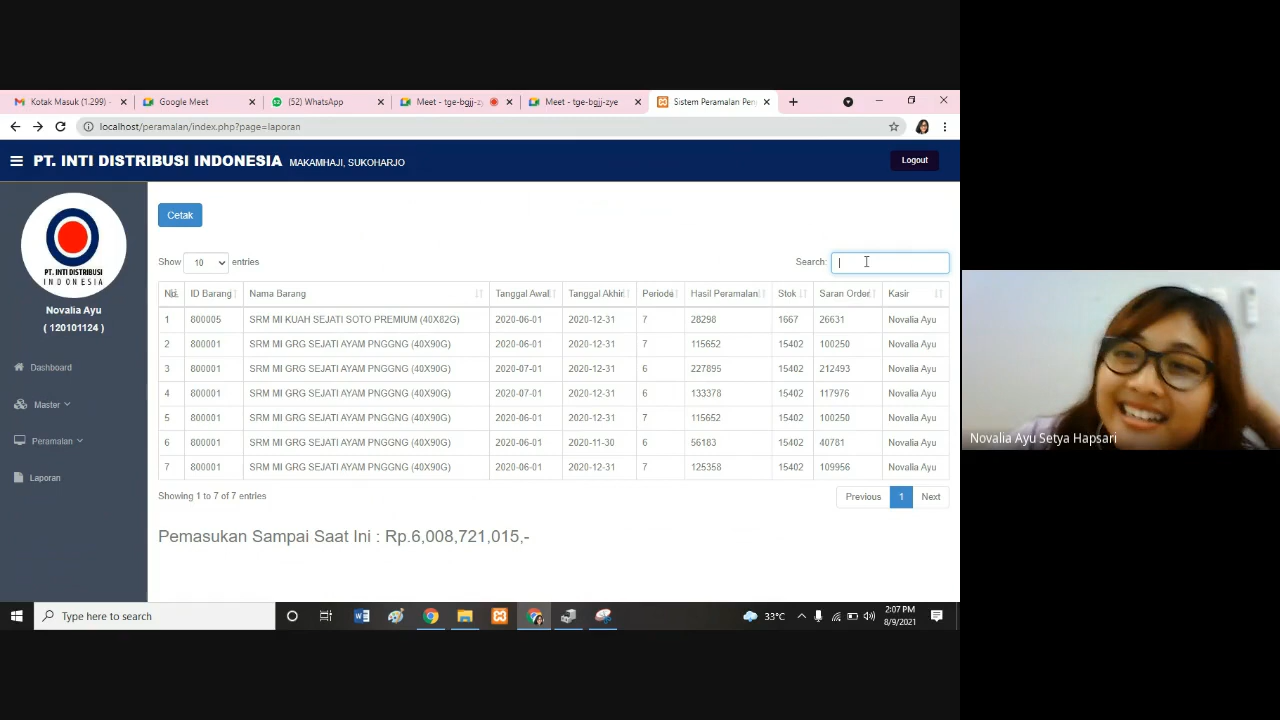 Kotak Masuk (1.299) -
Google Meet
(52) WhatsApp
Meet - tge-bgjj-z
Meet - tge-bgjj-zye
Sistem Peramalan Pen
localhost/peramalan/index.php?page=laporan
PT. INTI DISTRIBUSI INDONESIA MAKAMHAJI, SUKOHARJO
Logout
PT. INTI DISTRIBUSI
INDONESIA
Novalia Ayu
( 120101124 )
Dashboard
Master
Peramalan
Laporan
Cetak
Show 10 entries
Search:
No. ID Barang Nama Barang Tanggal Awal Tanggal Akhir Periode Hasil Peramalan Stok Saran Order Kasir
1 800005 SRM MI KUAH SEJATI SOTO PREMIUM (40X82G) 2020-06-01 2020-12-31 7 28298 1667 26631 Novalia Ayu
2 800001 SRM MI GRG SEJATI AYAM PNGGNG (40X90G) 2020-06-01 2020-12-31 7 115652 15402 100250 Novalia Ayu
3 800001 SRM MI GRG SEJATI AYAM PNGGNG (40X90G) 2020-07-01 2020-12-31 6 227895 15402 212493 Novalia Ayu
4 800001 SRM MI GRG SEJATI AYAM PNGGNG (40X90G) 2020-07-01 2020-12-31 6 133378 15402 117976 Novalia Ayu
5 800001 SRM MI GRG SEJATI AYAM PNGGNG (40X90G) 2020-06-01 2020-12-31 7 115652 15402 100250 Novalia Ayu
6 800001 SRM MI GRG SEJATI AYAM PNGGNG (40X90G) 2020-06-01 2020-11-30 6 56183 15402 40781 Novalia Ayu
7 800001 SRM MI GRG SEJATI AYAM PNGGNG (40X90G) 2020-06-01 2020-12-31 7 125358 15402 109956 Novalia Ayu
Showing 1 to 7 of 7 entries
Previous 1 Next
Pemasukan Sampai Saat Ini : Rp.6,008,721,015,-
Type here to search
33°C
2:07 PM
8/9/2021
Novalia Ayu Setya Hapsari